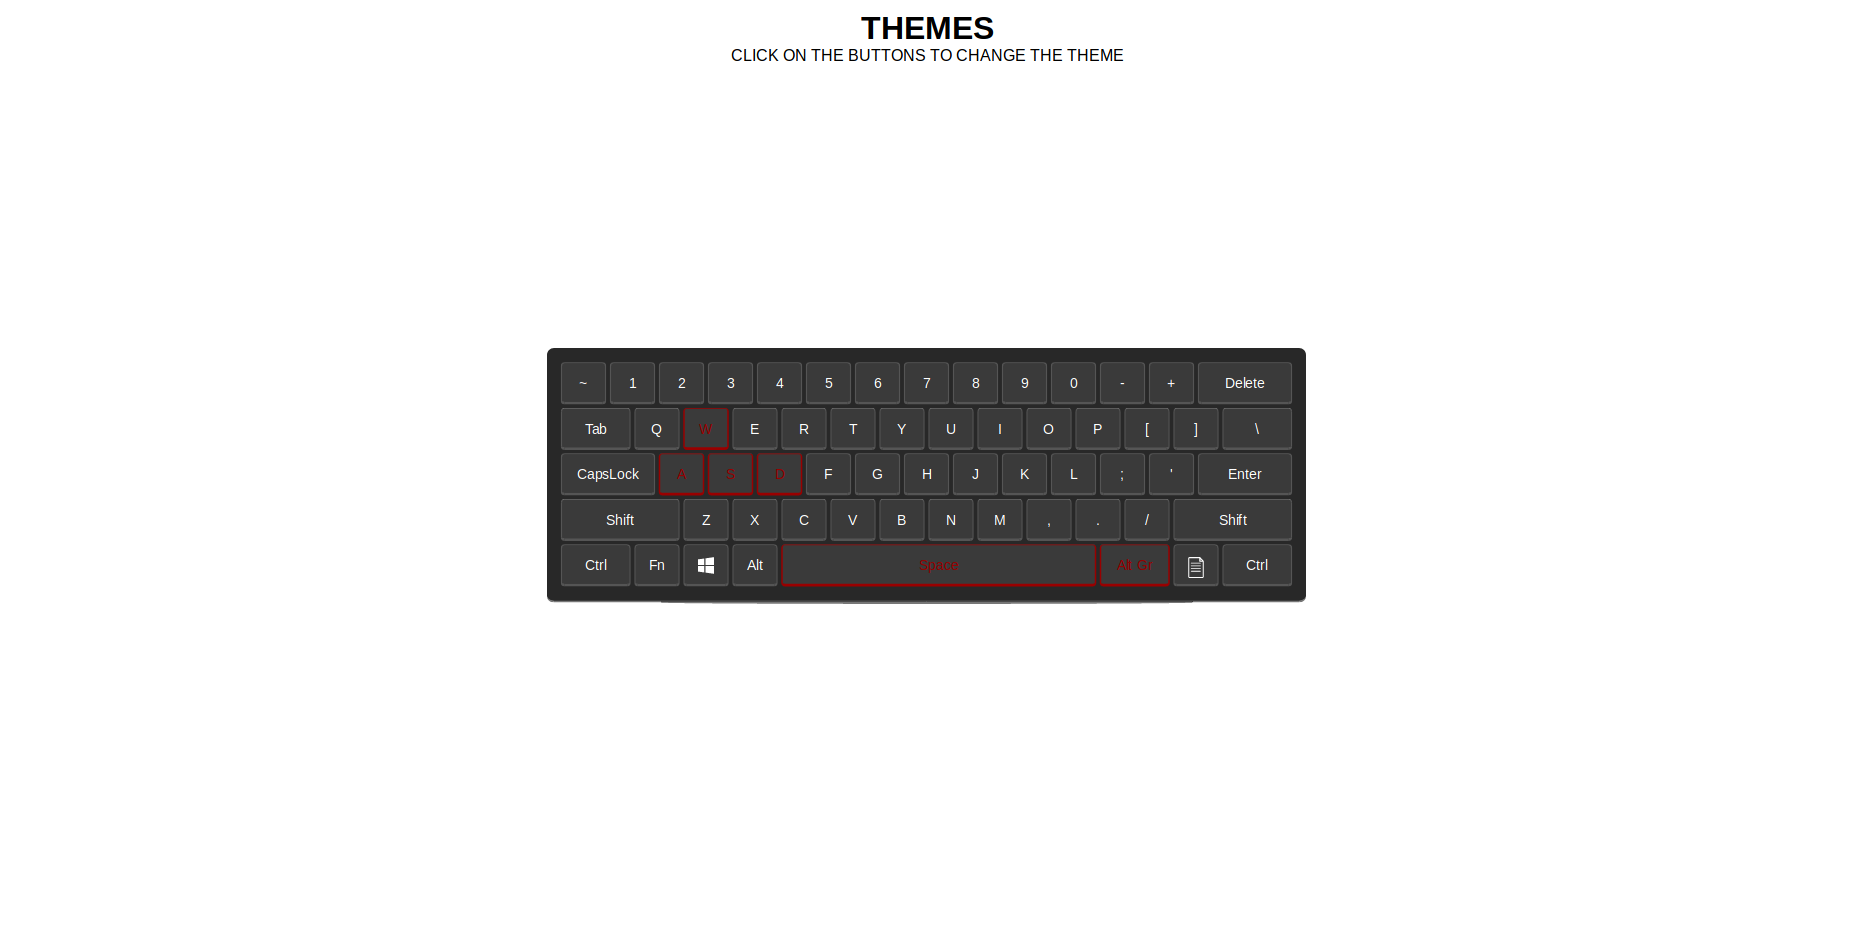 THEMES
CLICK ON THE BUTTONS TO CHANGE THE THEME
~ 1 2 3 4 5 6 7 8 9 0 - + Delete
Tab Q W E R T Y U I O P [ ] \
CapsLock A S D F G H J K L ; ' Enter
Shift Z X C V B N M , . / Shift
Ctrl Fn Alt Space Alt Gr Ctrl